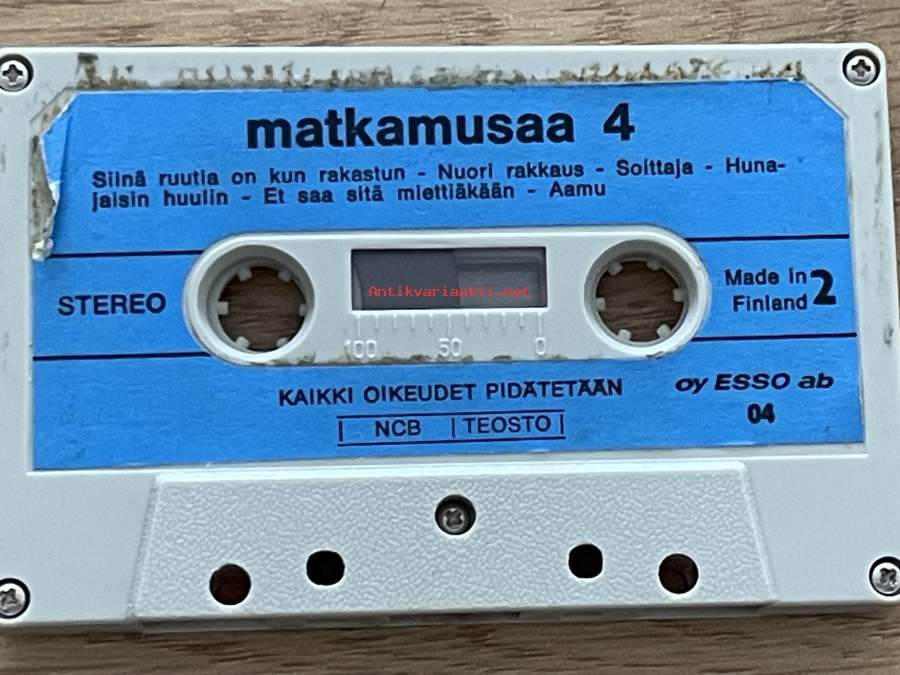 matkamusaa 4
Siinä ruutia on kun rakastun - Nuori rakkaus - Soittaja - Huna-
jaisin huulin - Et saa sitä miettiäkään - Aamu
STEREO
Antikvariaatti.net
100 50 0
Made in
Finland
2
KAIKKI OIKEUDET PIDÄTETÄÄN
NCB TEOSTO
oy ESSO ab
04